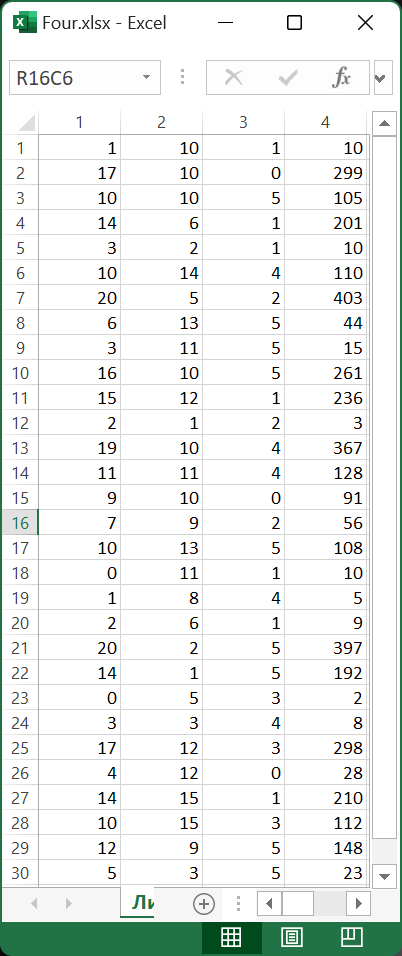 Four.xlsx - Excel
R16C6 fx
1 2 3 4
1 1 10 1 10
2 17 10 0 299
3 10 10 5 105
4 14 6 1 201
5 3 2 1 10
6 10 14 4 110
7 20 5 2 403
8 6 13 5 44
9 3 11 5 15
10 16 10 5 261
11 15 12 1 236
12 2 1 2 3
13 19 10 4 367
14 11 11 4 128
15 9 10 0 91
16 7 9 2 56
17 10 13 5 108
18 0 11 1 10
19 1 8 4 5
20 2 6 1 9
21 20 2 5 397
22 14 1 5 192
23 0 5 3 2
24 3 3 4 8
25 17 12 3 298
26 4 12 0 28
27 14 15 1 210
28 10 15 3 112
29 12 9 5 148
30 5 3 5 23
Ли